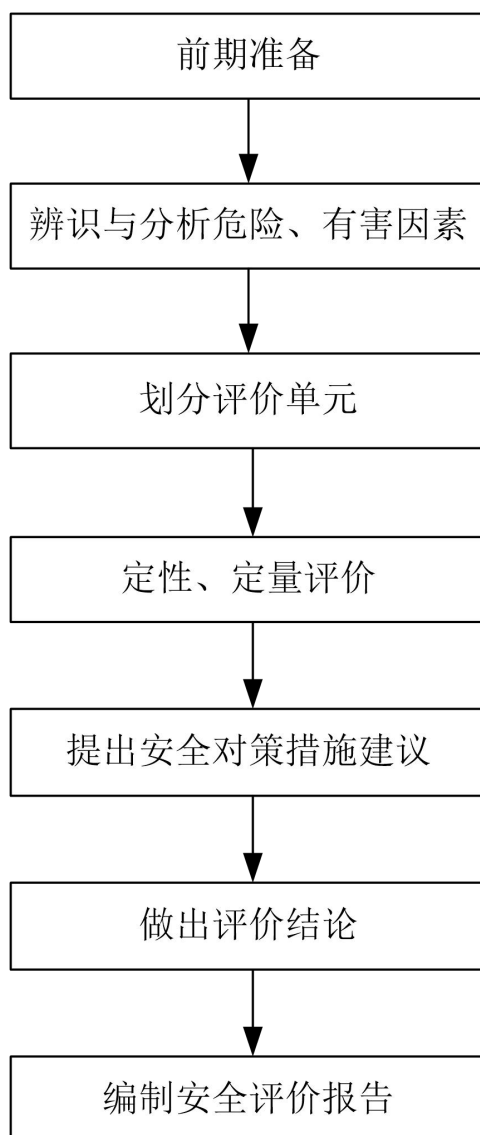 前期准备
辨识与分析危险、有害因素
划分评价单元
定性、定量评价
提出安全对策措施建议
做出评价结论
编制安全评价报告